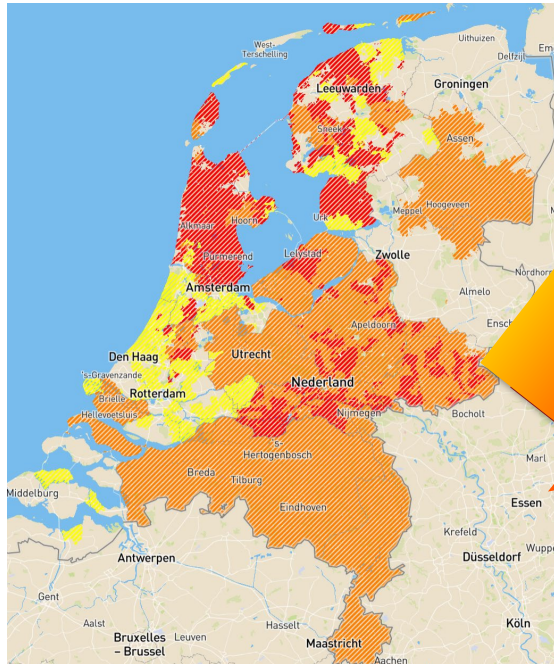 West-
Terschelling
Uithuizen
Delfzijl
Em
Leeuwarden
Groningen
Sneek
Assen
Hoogeveen
Meppel
Urk
Hoorn
Alkmaar
Purmerend
Lelystad
Zwolle
Nordhorn
Amsterdam
Almelo
Ensch
Apeldoorn
Den Haag
Utrecht
's-Gravenzande
Nederland
Rotterdam
Brielle
Hellevoetsluis
Nijmegen
Bocholt
's-
Hertogenbosch
Breda
Tilburg
Marl
Middelburg
Eindhoven
Essen
Krefeld
Wuppe
Antwerpen
Düsseldorf
Gent
Hasselt
Köln
Aalst
Bruxelles
– Brussel
Leuven
Maastricht
Aachen